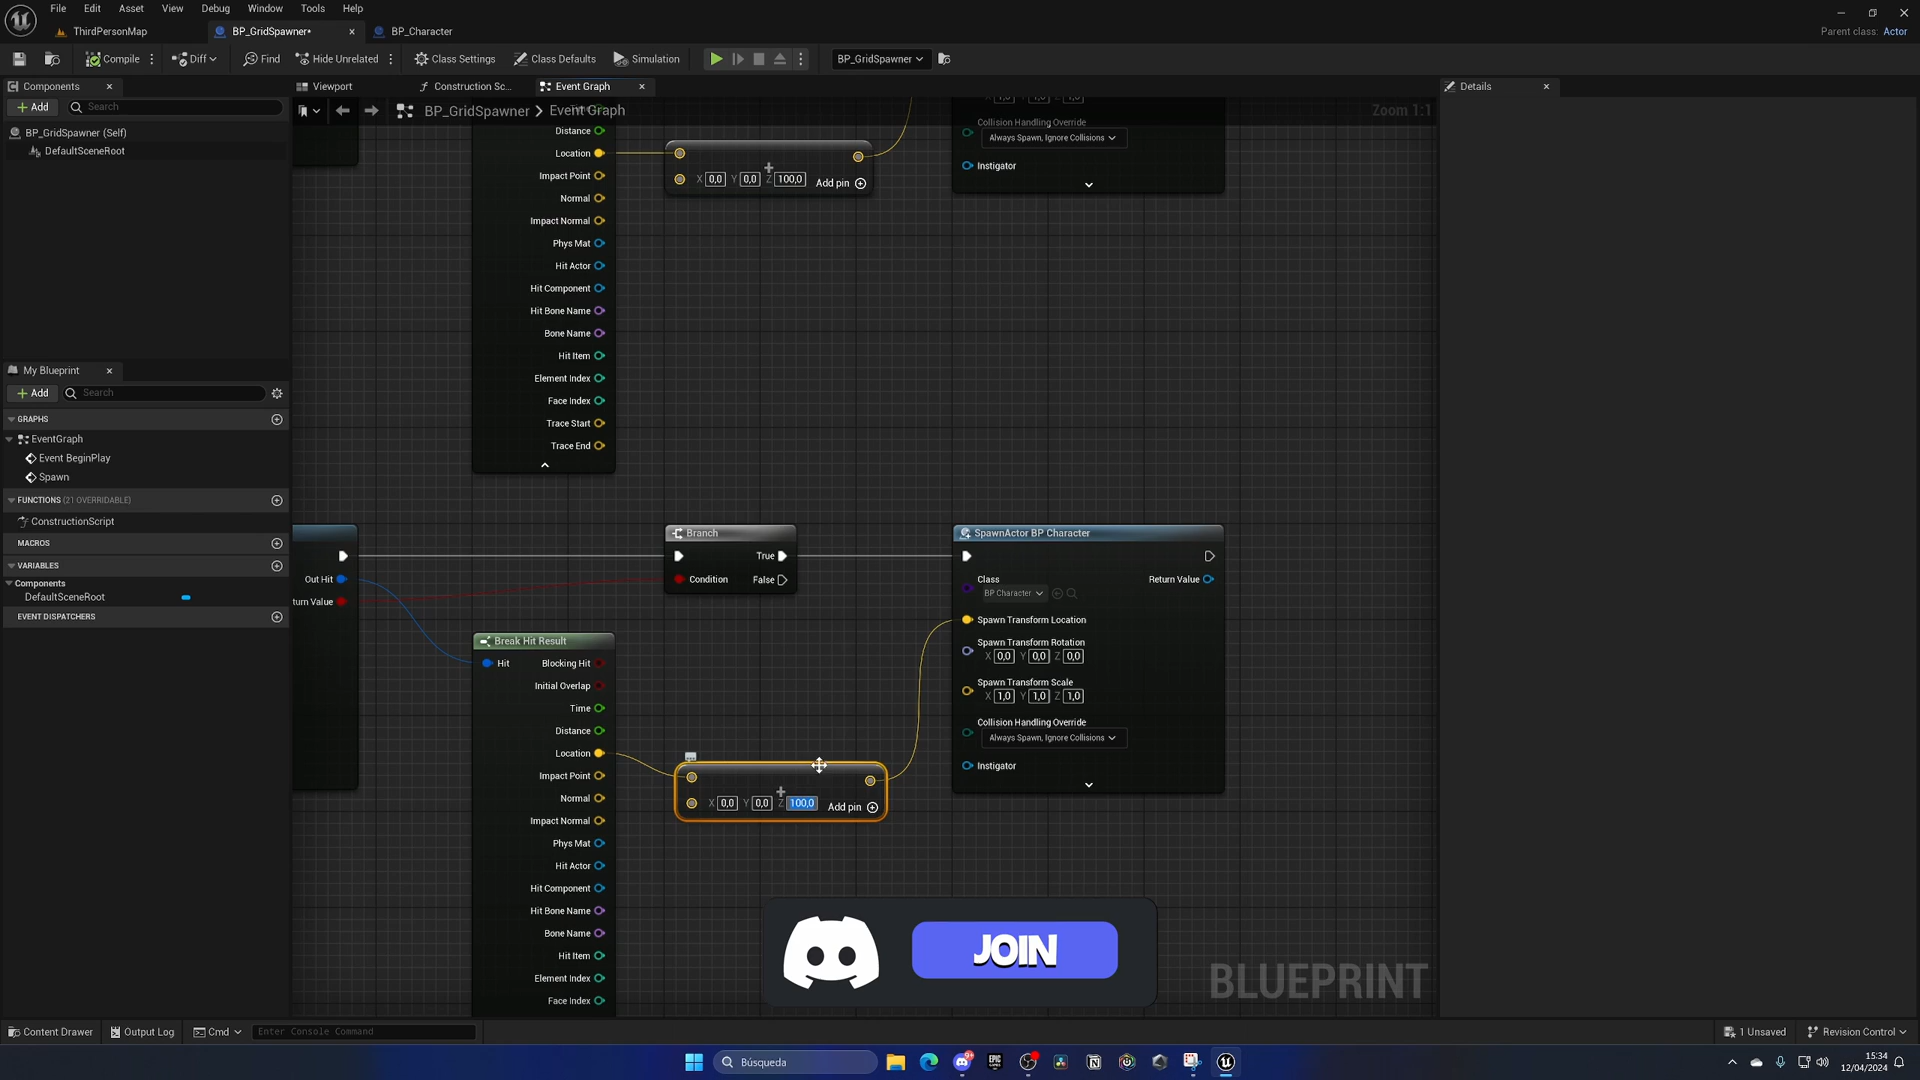 File Edit Asset View Debug Window Tools Help
ThirdPersonMap BP_GridSpawner• BP_Character
Parent class: Actor
Compile Diff Find Hide Unrelated Class Settings Class Defaults Simulation BP_GridSpawner
Components Viewport Construction Sc... Event Graph Details
Add Search BP_GridSpawner > Event Graph Zoom 1:1
BP_GridSpawner (Self)
DefaultSceneRoot
Distance
Location
Impact Point
Normal
Impact Normal
Phys Mat
Hit Actor
Hit Component
Hit Bone Name
Bone Name
Hit Item
Element Index
Face Index
Trace Start
Trace End
X 0,0 Y 0,0 Z 100,0 Add pin
Collision Handling Override
Always Spawn, Ignore Collisions
Instigator
My Blueprint
Add Search
GRAPHS
EventGraph
Event BeginPlay
Spawn
FUNCTIONS (21 OVERRIDABLE)
ConstructionScript
MACROS
VARIABLES
Components
DefaultSceneRoot
EVENT DISPATCHERS
Out Hit
turn Value
Branch
True
Condition False
Break Hit Result
Hit Blocking Hit
Initial Overlap
Time
Distance
Location
Impact Point
Normal
Impact Normal
Phys Mat
Hit Actor
Hit Component
Hit Bone Name
Bone Name
Hit Item
Element Index
Face Index
X 0,0 Y 0,0 Z 100,0 Add pin
SpawnActor BP Character
Class Return Value
BP Character
Spawn Transform Location
Spawn Transform Rotation
X 0,0 Y 0,0 Z 0,0
Spawn Transform Scale
X 1,0 Y 1,0 Z 1,0
Collision Handling Override
Always Spawn, Ignore Collisions
Instigator
JOIN
BLUEPRINT
Content Drawer Output Log Cmd Enter Console Command 1 Unsaved Revision Control
Búsqueda
15:34
12/04/2024